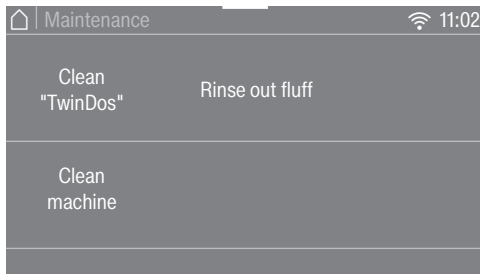 Maintenance 11:02
Clean
"TwinDos"
Rinse out fluff
Clean
machine